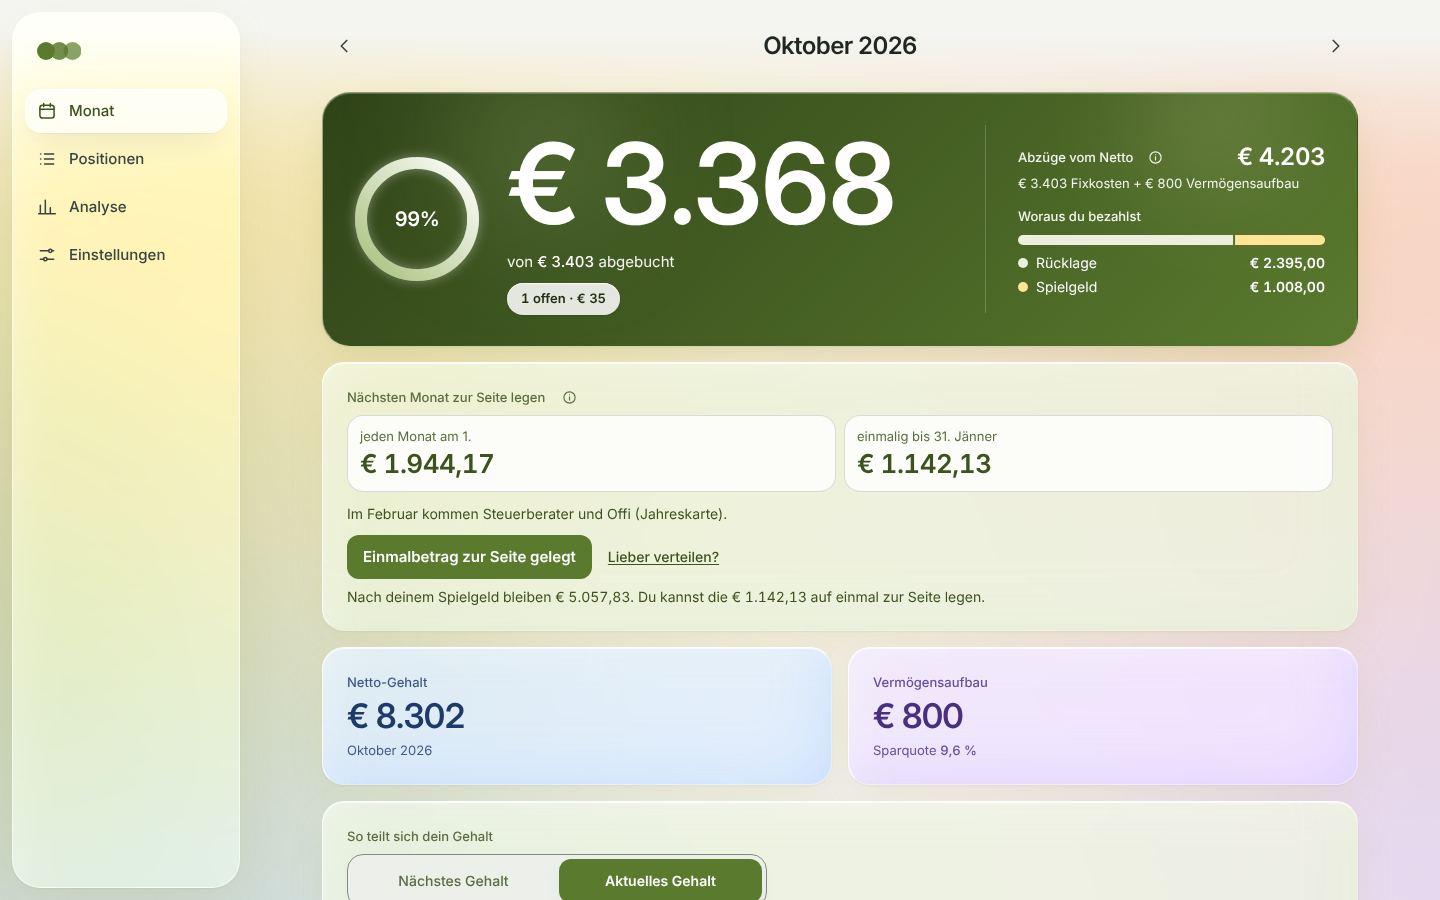 Oktober 2026
Monat
Positionen
Analyse
Einstellungen
99%
€ 3.368
von € 3.403 abgebucht
1 offen · € 35
Abzüge vom Netto
€ 4.203
€ 3.403 Fixkosten + € 800 Vermögensaufbau
Woraus du bezahlst
Rücklage € 2.395,00
Spielgeld € 1.008,00
Nächsten Monat zur Seite legen
jeden Monat am 1.
€ 1.944,17
einmalig bis 31. Jänner
€ 1.142,13
Im Februar kommen Steuerberater und Offi (Jahreskarte).
Einmalbetrag zur Seite gelegt
Lieber verteilen?
Nach deinem Spielgeld bleiben € 5.057,83. Du kannst die € 1.142,13 auf einmal zur Seite legen.
Netto-Gehalt
€ 8.302
Oktober 2026
Vermögensaufbau
€ 800
Sparquote 9,6 %
So teilt sich dein Gehalt
Nächstes Gehalt
Aktuelles Gehalt